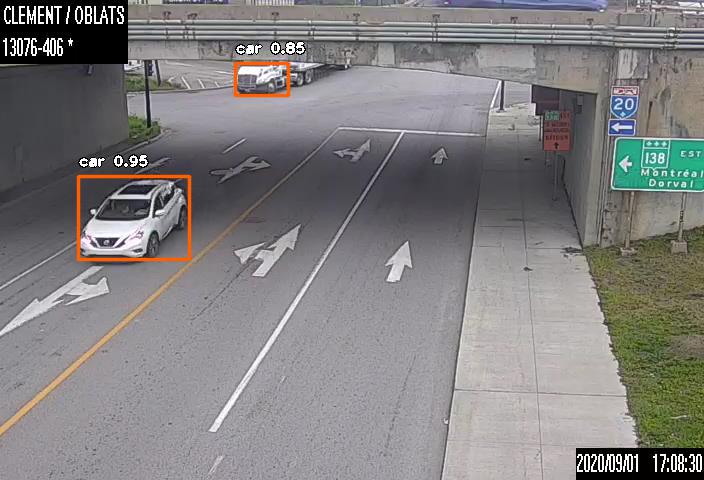 CLEMENT / OBLATS
13076-406 *
car 0.85
car 0.95
20
138
EST
Montréal
Dorval
2020/09/01 17:08:30